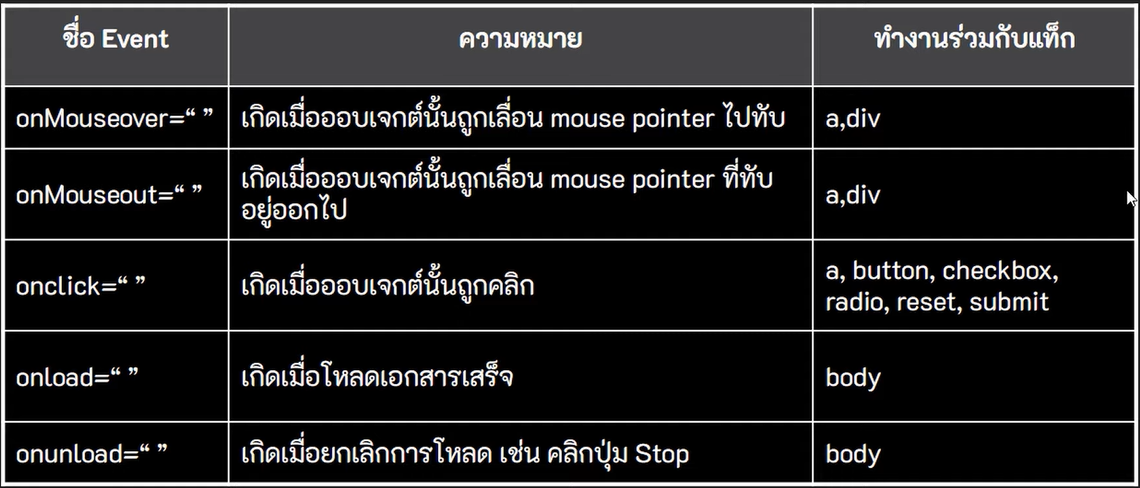 ชื่อ Event ความหมาย ทำงานร่วมกับแท็ก
onMouseover=“ ” เกิดเมื่อออบเจกต์นั้นถูกเลื่อน mouse pointer ไปทับ a,div
onMouseout=“ ” เกิดเมื่อออบเจกต์นั้นถูกเลื่อน mouse pointer ที่ทับ
อยู่ออกไป a,div
onclick=“ ” เกิดเมื่อออบเจกต์นั้นถูกคลิก a, button, checkbox,
radio, reset, submit
onload=“ ” เกิดเมื่อโหลดเอกสารเสร็จ body
onunload=“ ” เกิดเมื่อยกเลิกการโหลด เช่น คลิกปุ่ม Stop body